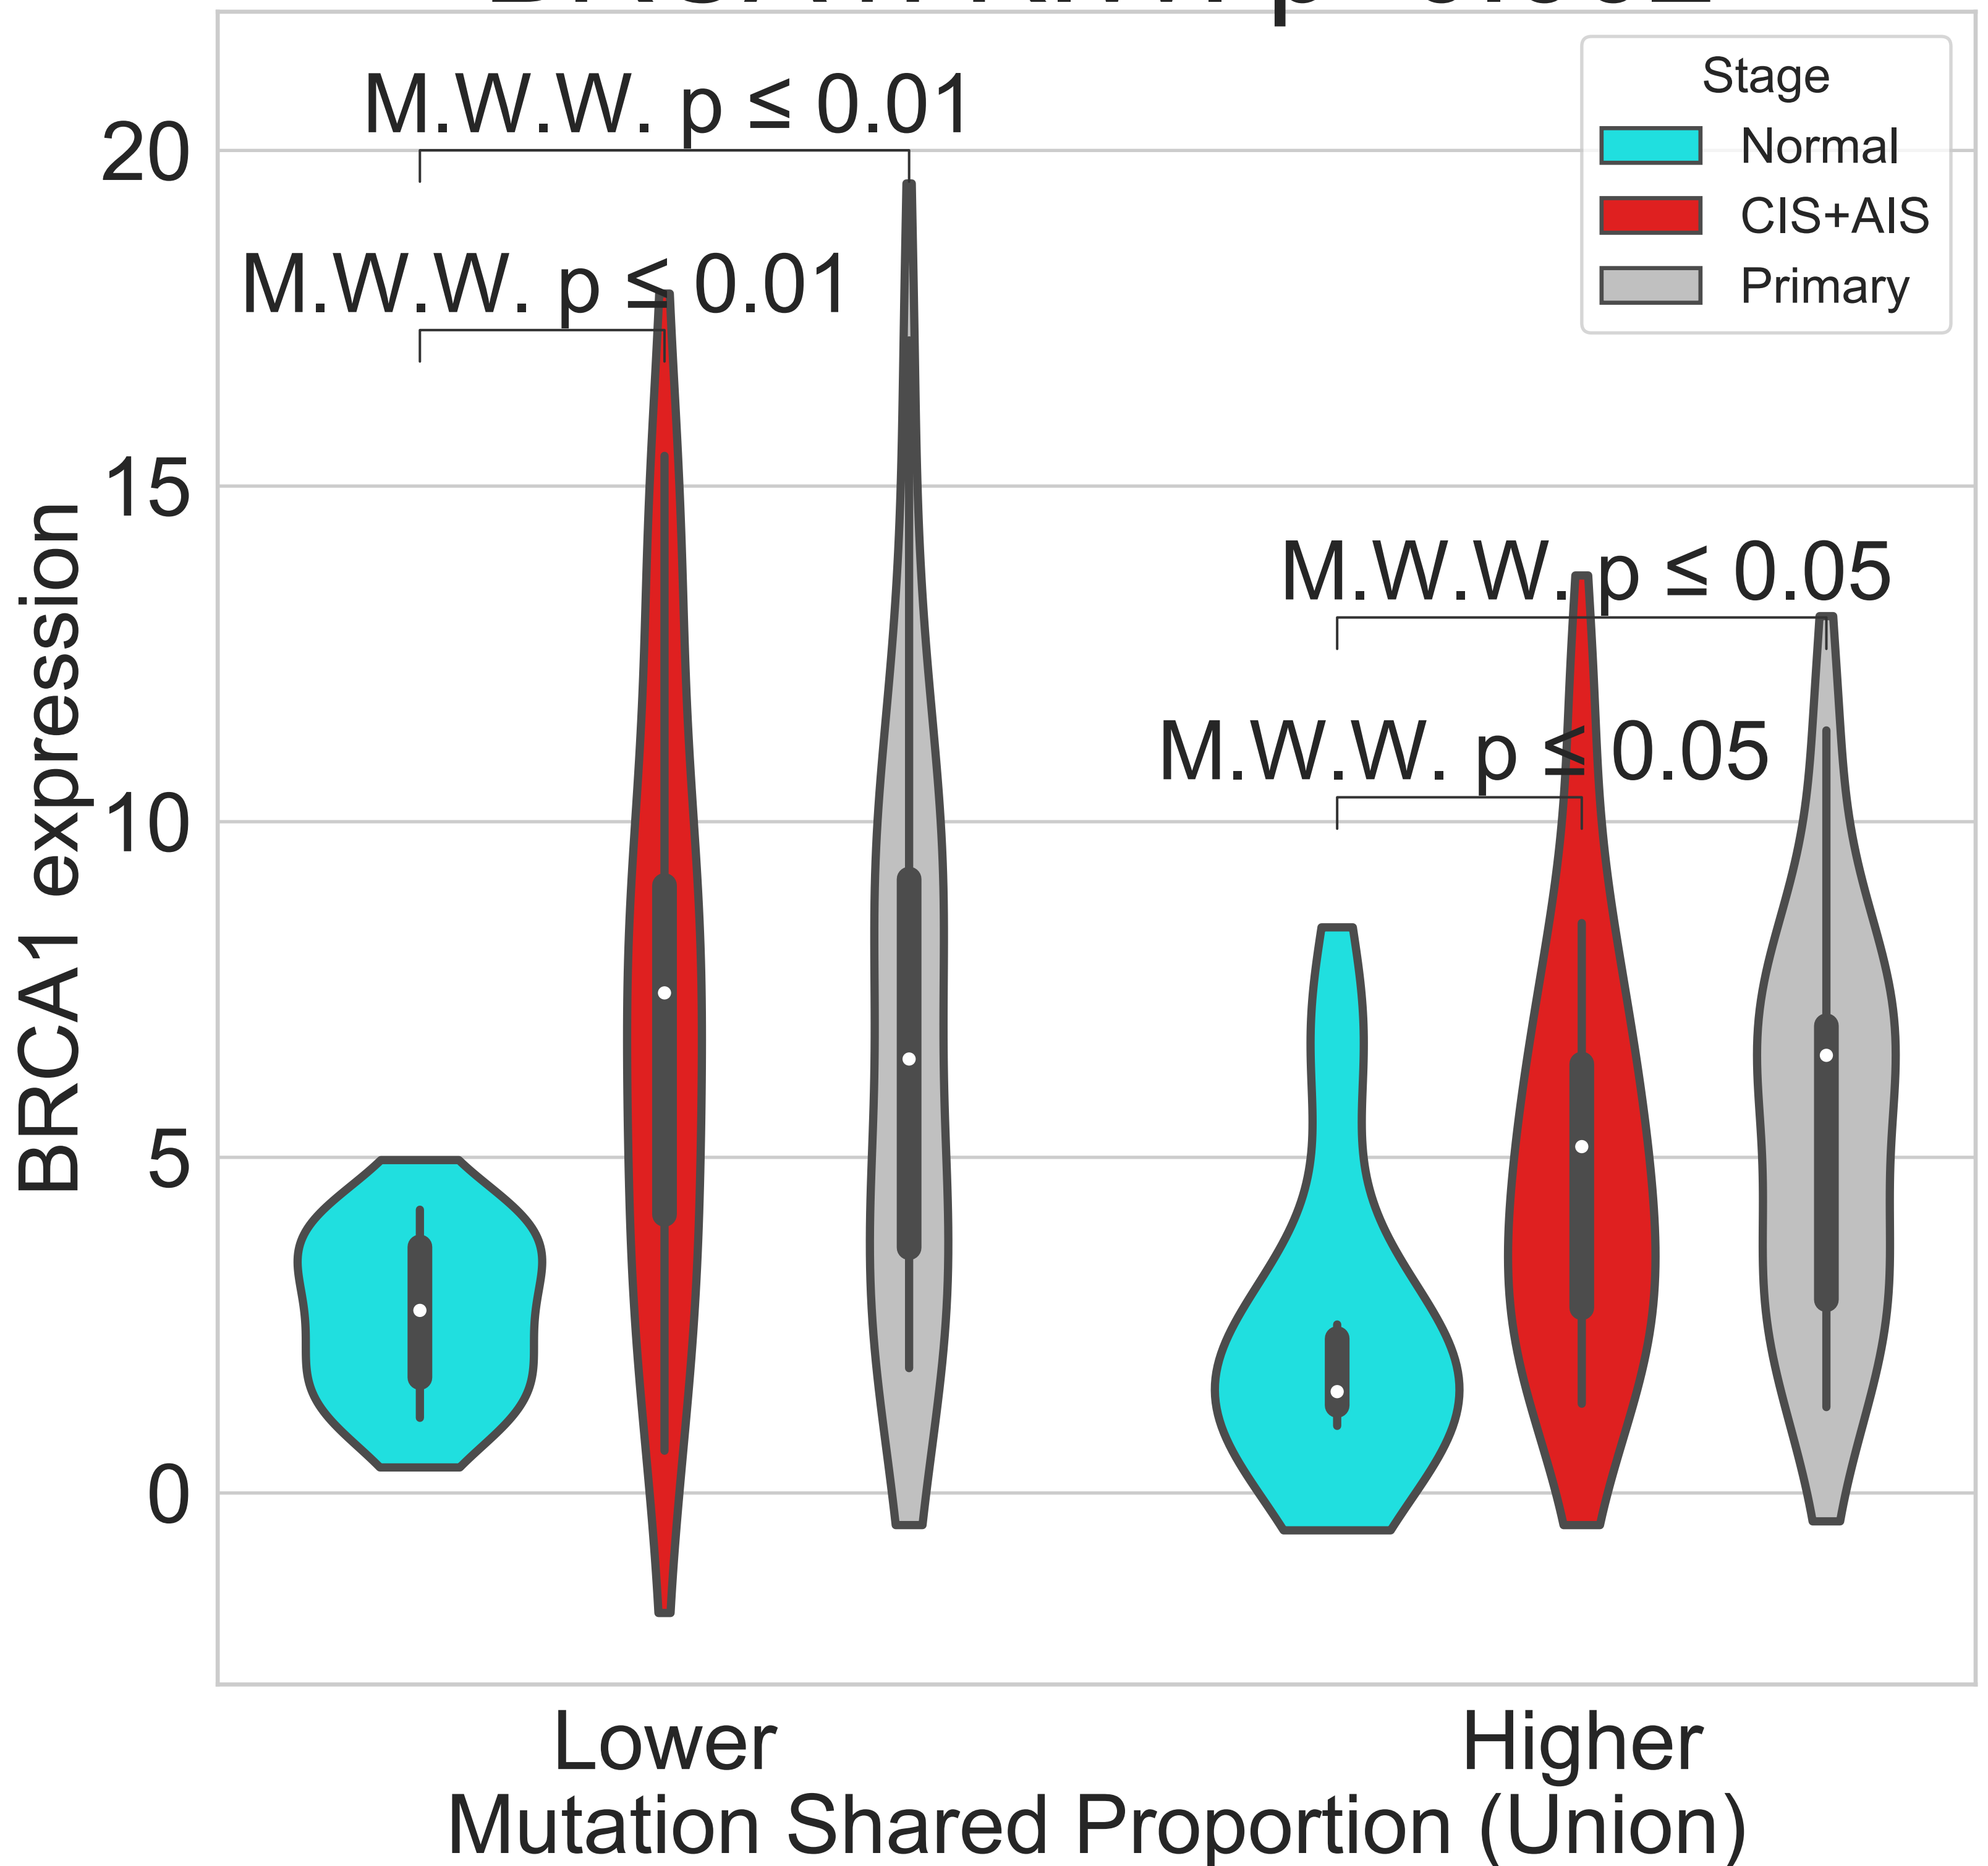 M.W.W. p ≤ 0.01
M.W.W. p ≤ 0.01
M.W.W. p ≤ 0.05
M.W.W. p ≤ 0.05
Stage
Normal
CIS+AIS
Primary
20
15
10
5
0
BRCA1 expression
Lower
Higher
Mutation Shared Proportion (Union)